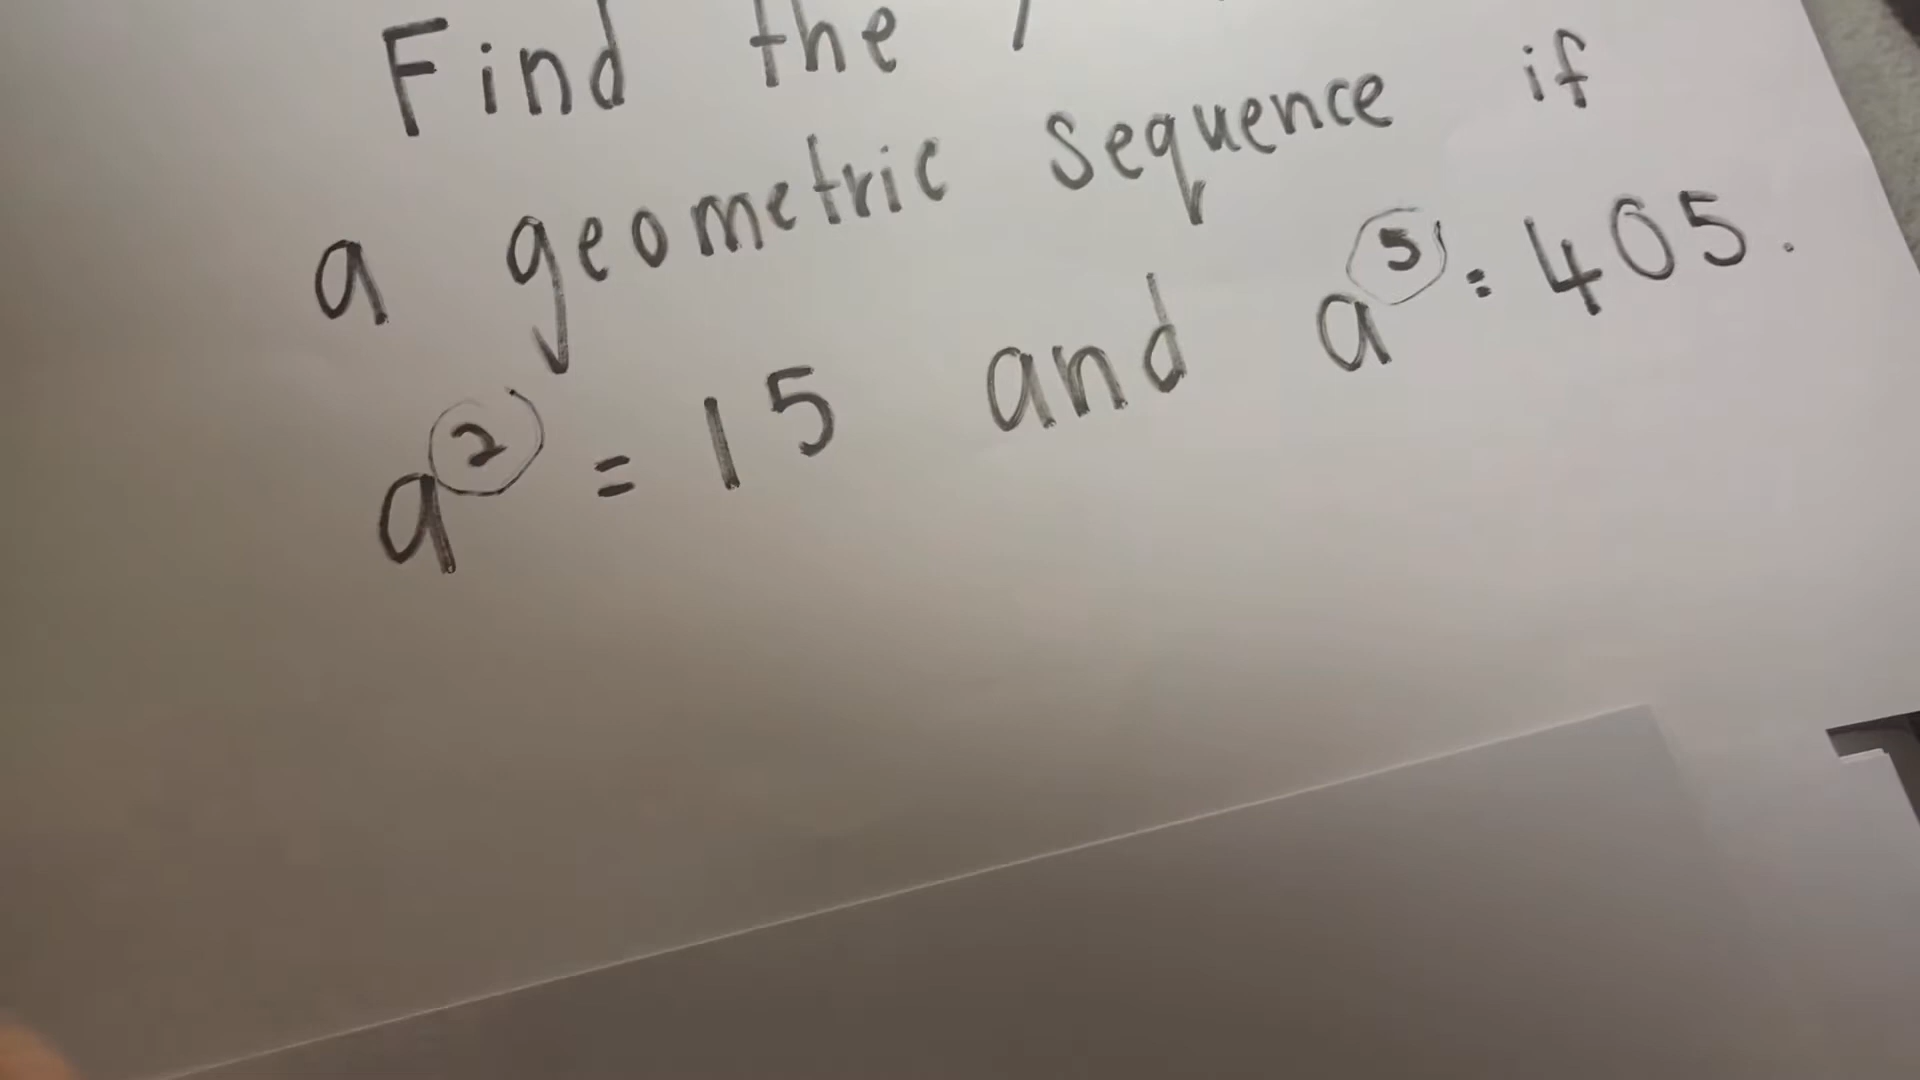 Find the
a geometric sequence if
a② = 15 and a⑤ = 405.